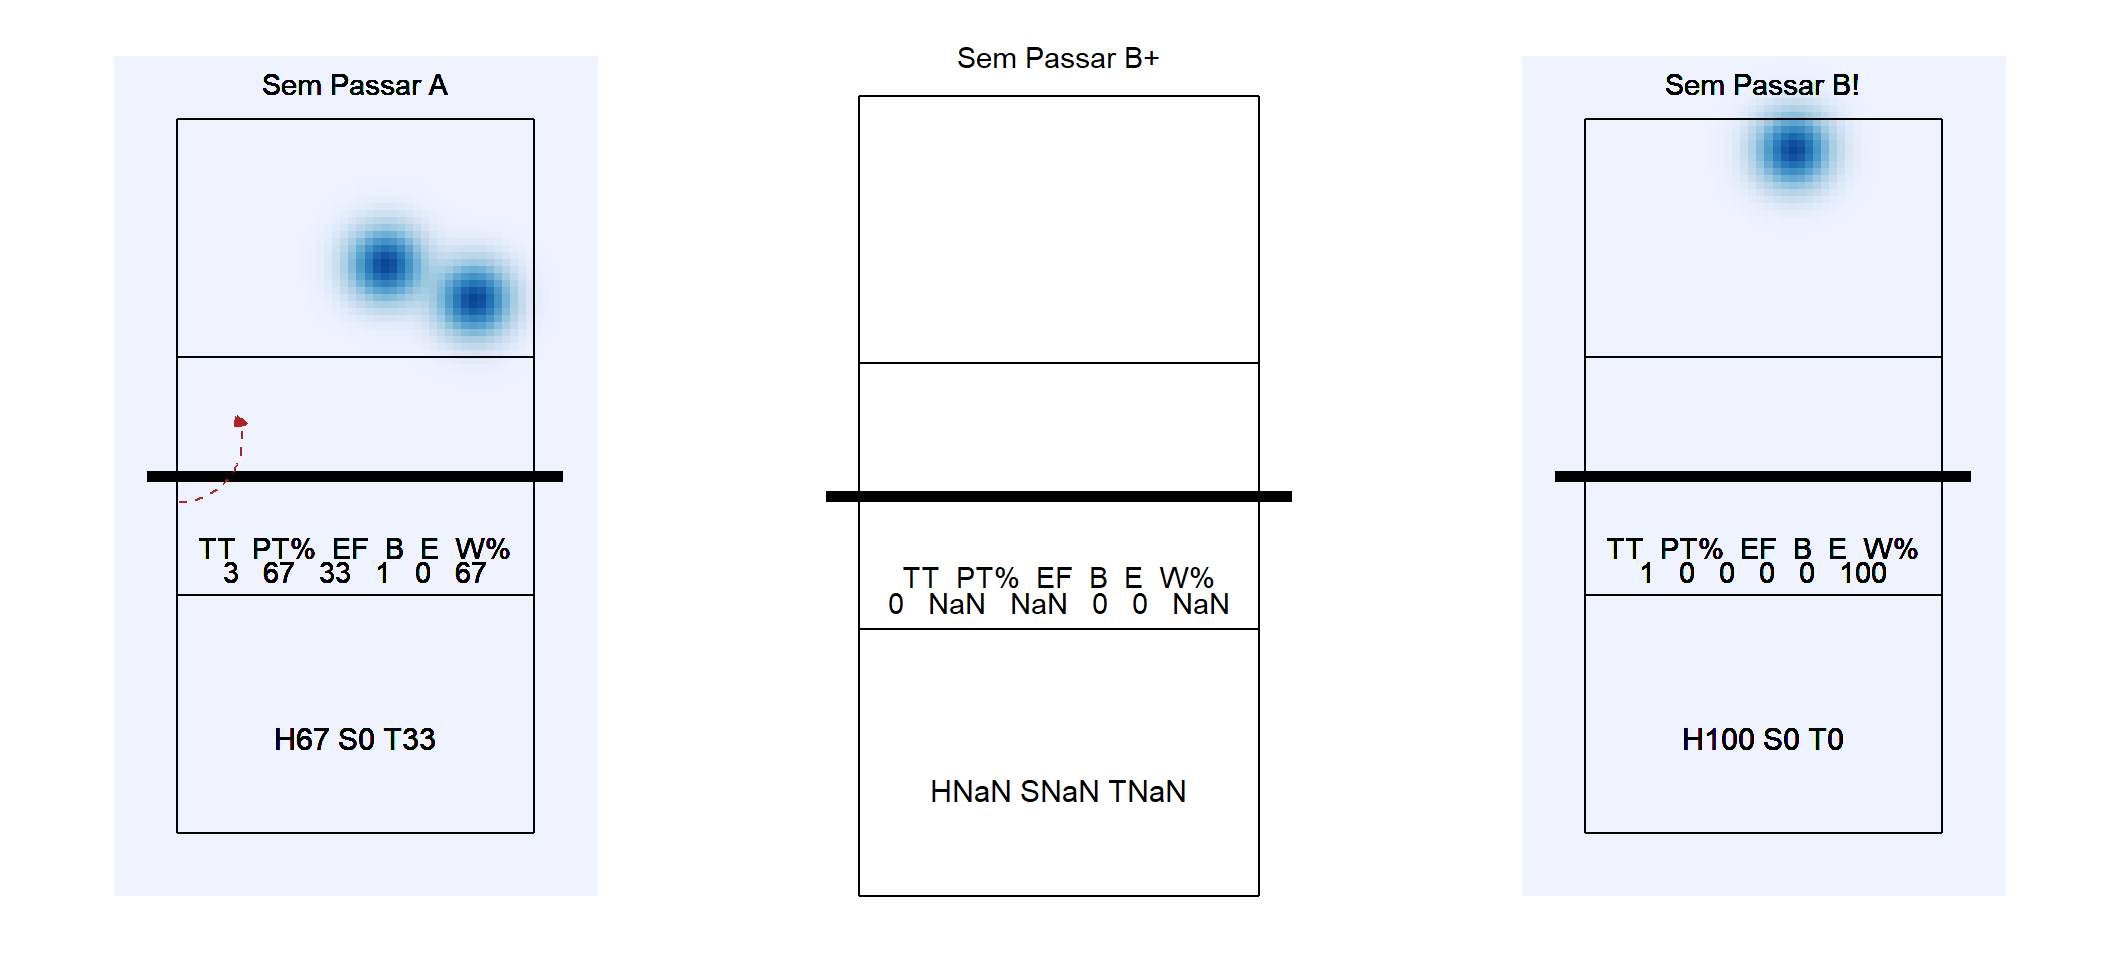 Sem Passar A
TT PT% EF B E W%
3 67 33 1 0 67
H67 S0 T33
Sem Passar B+
TT PT% EF B E W%
0 NaN NaN 0 0 NaN
HNaN SNaN TNaN
Sem Passar B!
TT PT% EF B E W%
1 0 0 0 0 100
H100 S0 T0